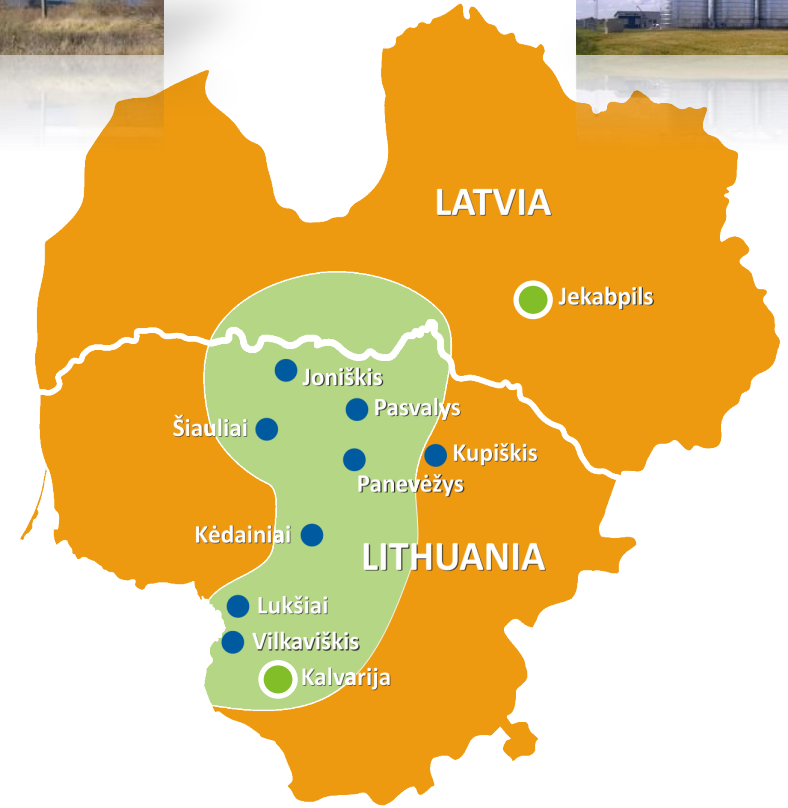 LATVIA
Jekabpils
Joniškis
Pasvalys
Šiauliai
Kupiškis
Panevėžys
Kėdainiai
LITHUANIA
Lukšiai
Vilkaviškis
Kalvarija